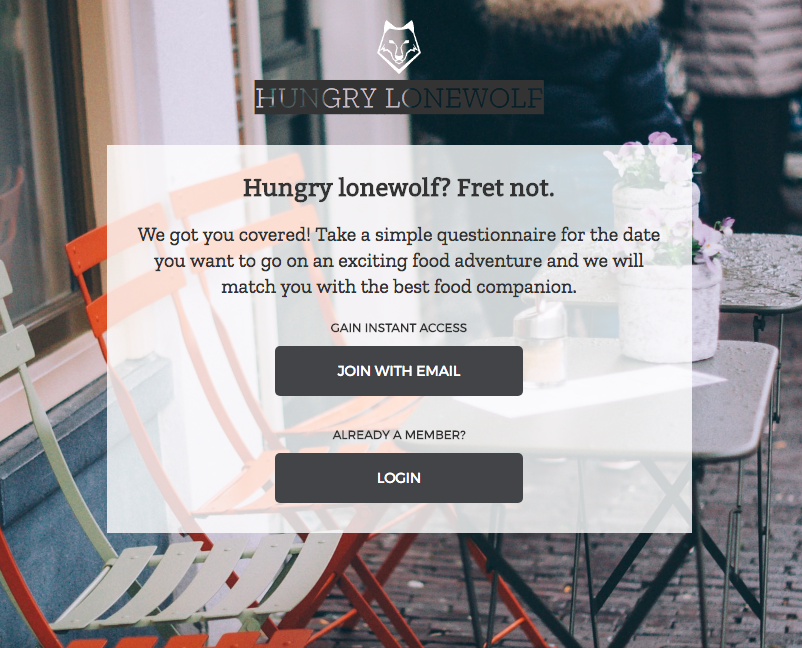 HUNGRY LONEWOLF
Hungry lonewolf? Fret not.
We got you covered! Take a simple questionnaire for the date
you want to go on an exciting food adventure and we will
match you with the best food companion.
GAIN INSTANT ACCESS
JOIN WITH EMAIL
ALREADY A MEMBER?
LOGIN